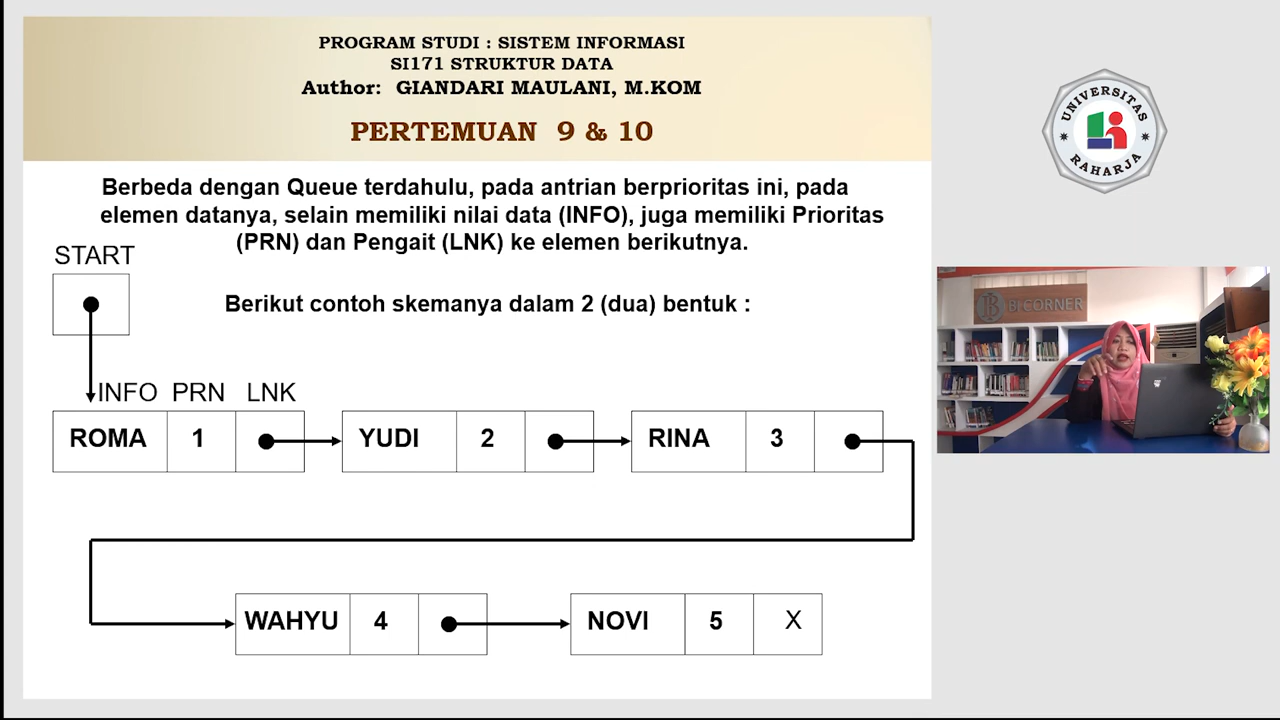 PROGRAM STUDI : SISTEM INFORMASI
SI171 STRUKTUR DATA
Author: GIANDARI MAULANI, M.KOM
PERTEMUAN 9 & 10
UNIVERSITAS
RAHARJA
Berbeda dengan Queue terdahulu, pada antrian berprioritas ini, pada
elemen datanya, selain memiliki nilai data (INFO), juga memiliki Prioritas
(PRN) dan Pengait (LNK) ke elemen berikutnya.
START
Berikut contoh skemanya dalam 2 (dua) bentuk :
BI CORNER
INFO PRN LNK
ROMA 1 YUDI 2 RINA 3
WAHYU 4 NOVI 5 X